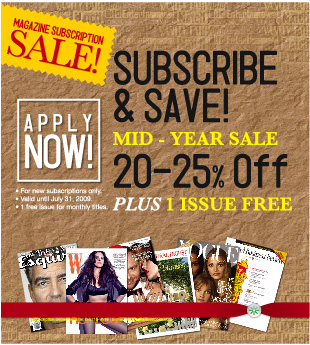 MAGAZINE SUBSCRIPTION
SALE!
SUBSCRIBE
& SAVE!
MID - YEAR SALE
20-25% Off
PLUS 1 ISSUE FREE
APPLY
NOW!
• For new subscriptions only.
• Valid until July 31, 2009.
• 1 free issue for monthly titles.
Esquire
W
VOGUE